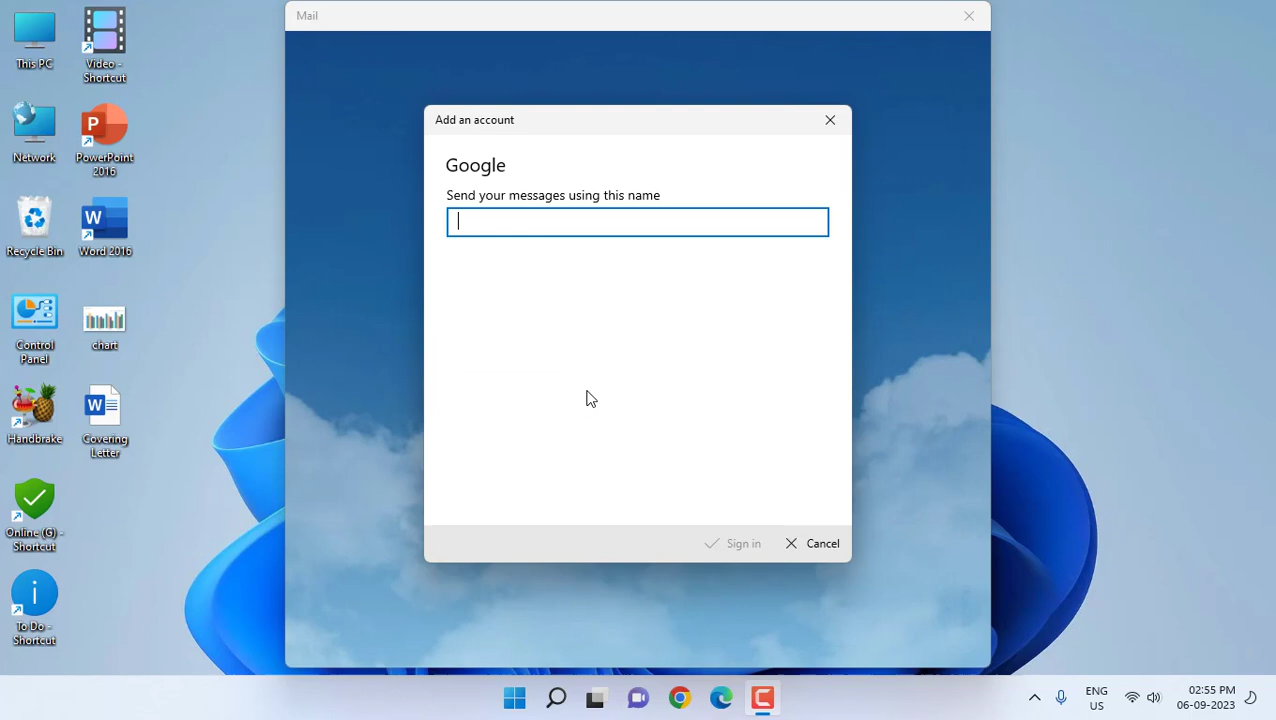 Mail
This PC
Video -
Shortcut
Add an account
Google
Send your messages using this name
Network
P
PowerPoint
2016
Recycle Bin
W
Word 2016
Control
Panel
chart
Handbrake
W
Covering
Letter
Online (G) -
Shortcut
Sign in
Cancel
i
To Do -
Shortcut
ENG
US
02:55 PM
06-09-2023